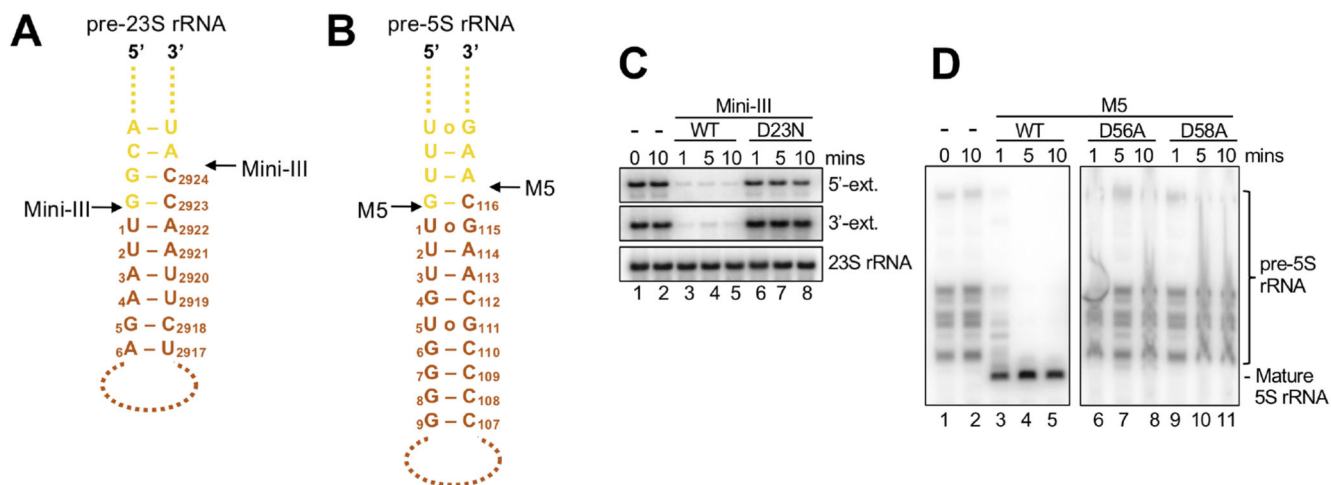 A
pre-23S rRNA
5’ 3’
A – U
C A
G C2924
Mini-III
G – C2923
Mini-III
1U – A2922
2U – A2921
3A – U2920
4A – U2919
5G – C2918
6A – U2917
B
pre-5S rRNA
5’ 3’
U o G
U – A
U – A
M5
G – C116
M5
1U o G115
2U – A114
3U – A113
4G – C112
5U o G111
6G – C110
7G – C109
8G – C108
9G – C107
C
Mini-III
- - WT D23N
0 10 1 5 10 1 5 10 mins
5'-ext.
3'-ext.
23S rRNA
1 2 3 4 5 6 7 8
D
M5
- - WT D56A D58A
0 10 1 5 10 1 5 10 1 5 10 mins
pre-5S
rRNA
- Mature
5S rRNA
1 2 3 4 5 6 7 8 9 10 11